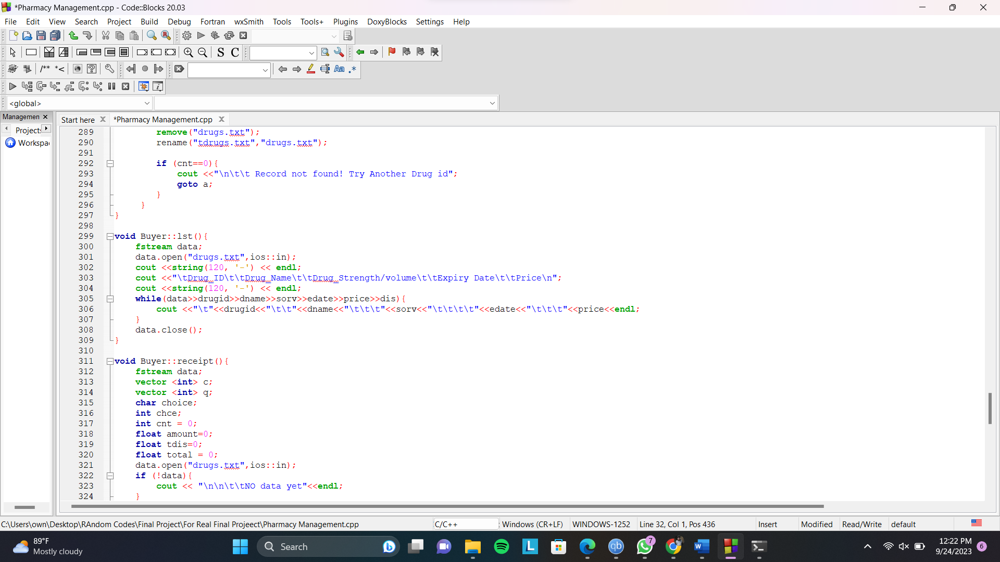 *Pharmacy Management.cpp - Code::Blocks 20.03
File Edit View Search Project Build Debug Fortran wxSmith Tools Tools+ Plugins DoxyBlocks Settings Help
S C
/** *<
Aa .*
<global>
Managemen
Start here *Pharmacy Management.cpp
Projects
Workspa
289 remove("drugs.txt");
290 rename("tdrugs.txt","drugs.txt");
291
292 if (cnt==0){
293 cout <<"\n\t\t Record not found! Try Another Drug id";
294 goto a;
295 }
296 }
297 }
298
299 void Buyer::lst(){
300 fstream data;
301 data.open("drugs.txt",ios::in);
302 cout <<string(120, '-') << endl;
303 cout <<"\tDrug_ID\t\tDrug_Name\t\tDrug_Strength/volume\t\tExpiry Date\t\tPrice\n";
304 cout <<string(120, '-') << endl;
305 while(data>>drugid>>dname>>sorv>>edate>>price>>dis){
306 cout <<"\t"<<drugid<<"\t\t"<<dname<<"\t\t\t"<<sorv<<"\t\t\t\t"<<edate<<"\t\t\t"<<price<<endl;
307 }
308 data.close();
309 }
310
311 void Buyer::receipt(){
312 fstream data;
313 vector <int> c;
314 vector <int> q;
315 char choice;
316 int chce;
317 int cnt = 0;
318 float amount=0;
319 float tdis=0;
320 float total = 0;
321 data.open("drugs.txt",ios::in);
322 if (!data){
323 cout << "\n\n\t\tNO data yet"<<endl;
324 }
C:\Users\own\Desktop\RAndom Codes\Final Project\For Real Final Projeect\Pharmacy Management.cpp C/C++ Windows (CR+LF) WINDOWS-1252 Line 32, Col 1, Pos 436 Insert Modified Read/Write default
89°F
Mostly cloudy
Search
L
qb
7
W
12:22 PM
9/24/2023
6